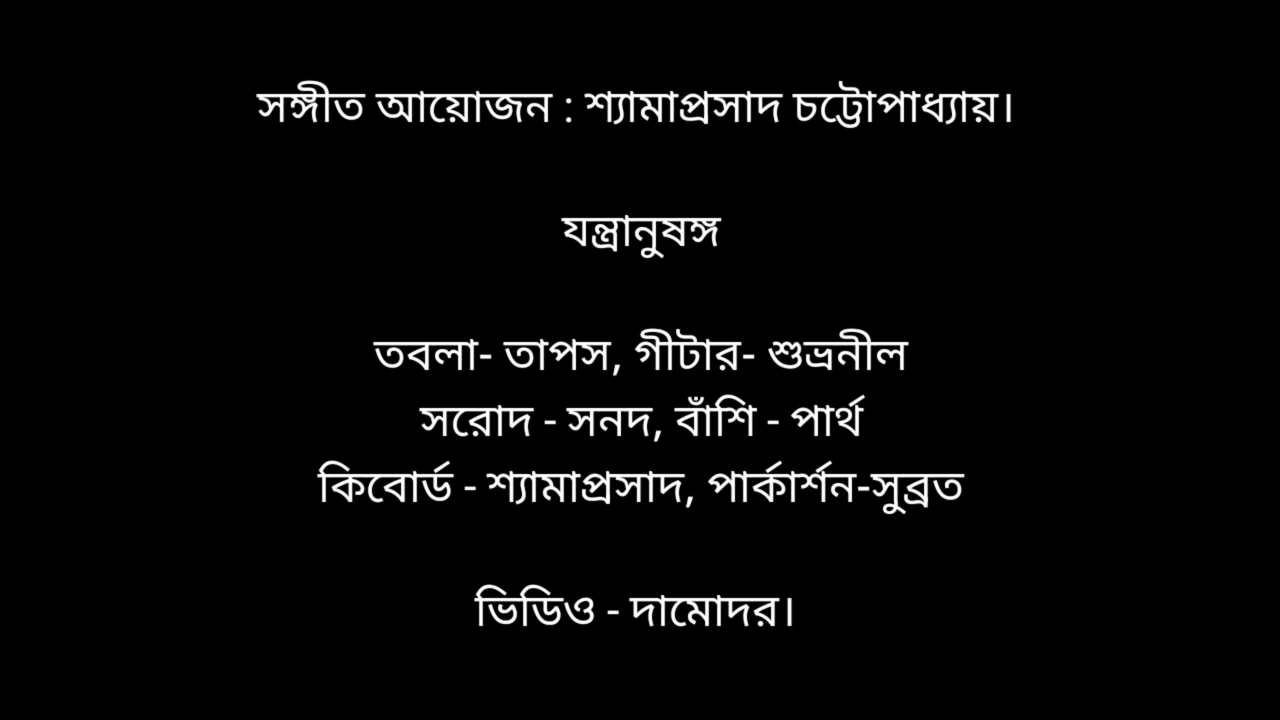 সঙ্গীত আয়োজন : শ্যামাপ্রসাদ চট্টোপাধ্যায়।
যন্ত্রানুষঙ্গ
তবলা- তাপস, গীটার- শুভ্রনীল
সরোদ - সনদ, বাঁশি - পার্থ
কিবোর্ড - শ্যামাপ্রসাদ, পার্কার্শন-সুব্রত
ভিডিও - দামোদর।